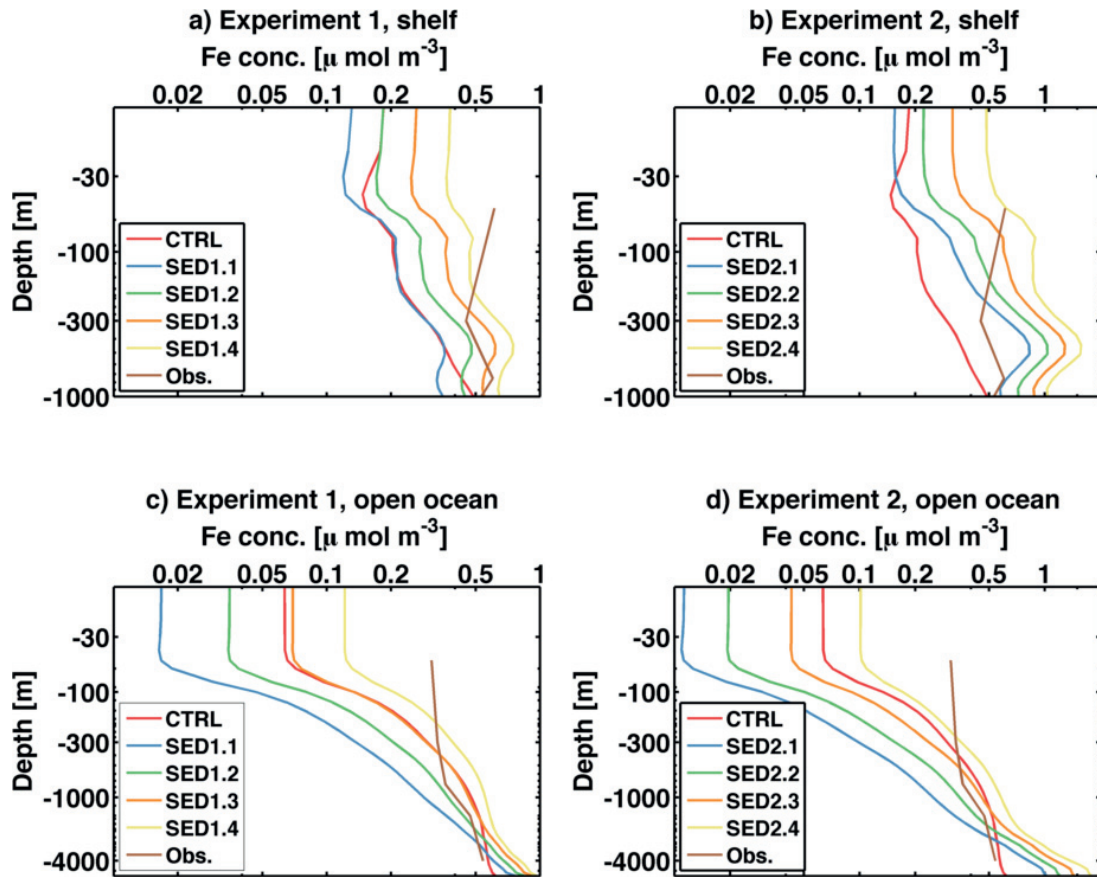 a) Experiment 1, shelf
Fe conc. [μ mol m⁻³]
0.02 0.05 0.1 0.2 0.5 1
Depth [m]
-30
-100
-300
-1000
CTRL
SED1.1
SED1.2
SED1.3
SED1.4
Obs.
b) Experiment 2, shelf
Fe conc. [μ mol m⁻³]
0.02 0.05 0.1 0.2 0.5 1
Depth [m]
-30
-100
-300
-1000
CTRL
SED2.1
SED2.2
SED2.3
SED2.4
Obs.
c) Experiment 1, open ocean
Fe conc. [μ mol m⁻³]
0.02 0.05 0.1 0.2 0.5 1
Depth [m]
-30
-100
-300
-1000
-4000
CTRL
SED1.1
SED1.2
SED1.3
SED1.4
Obs.
d) Experiment 2, open ocean
Fe conc. [μ mol m⁻³]
0.02 0.05 0.1 0.2 0.5 1
Depth [m]
-30
-100
-300
-1000
-4000
CTRL
SED2.1
SED2.2
SED2.3
SED2.4
Obs.